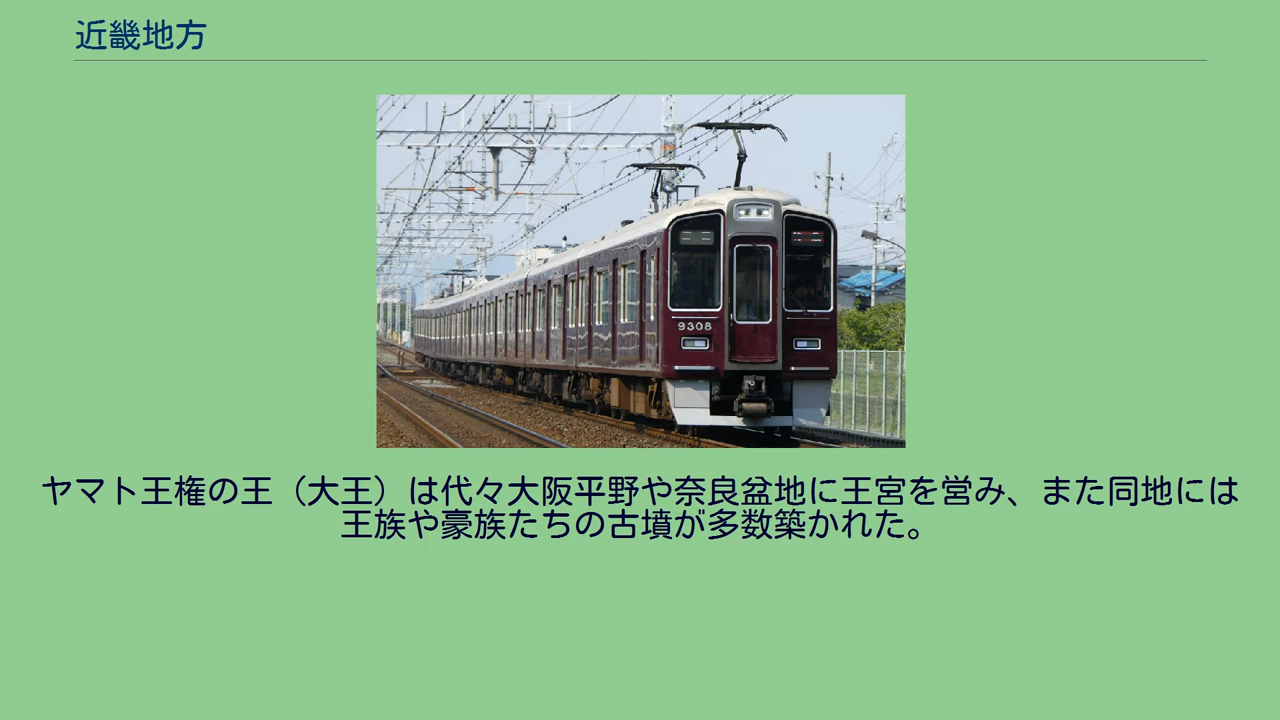 近畿地方
9308
ヤマト王権の王（大王）は代々大阪平野や奈良盆地に王宮を営み、また同地には
王族や豪族たちの古墳が多数築かれた。